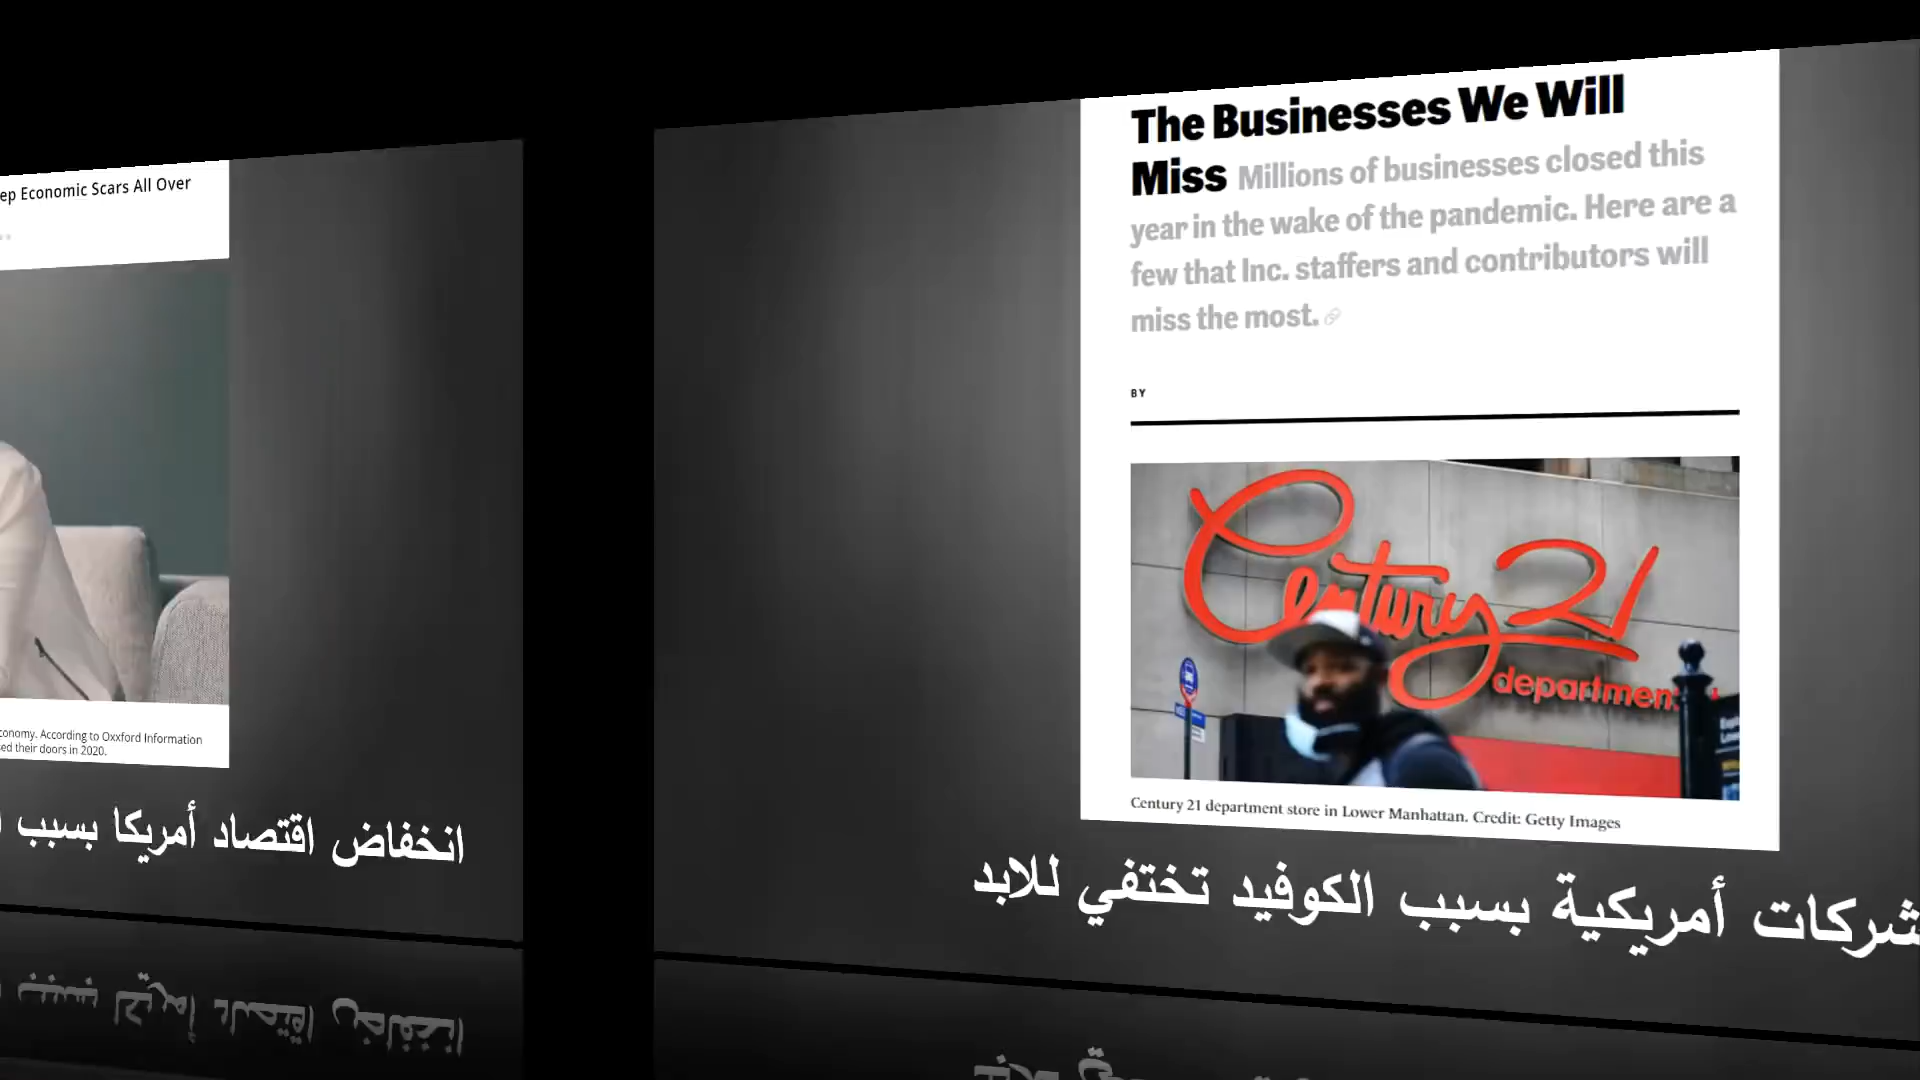 ep Economic Scars All Over
conomy. According to Oxxford Information
ed their doors in 2020.
انخفاض اقتصاد أمريكا بسبب
The Businesses We Will
Miss Millions of businesses closed this
year in the wake of the pandemic. Here are a
few that Inc. staffers and contributors will
miss the most.
BY
Century 21
department
Century 21 department store in Lower Manhattan. Credit: Getty Images
شركات أمريكية بسبب الكوفيد تختفي للابد